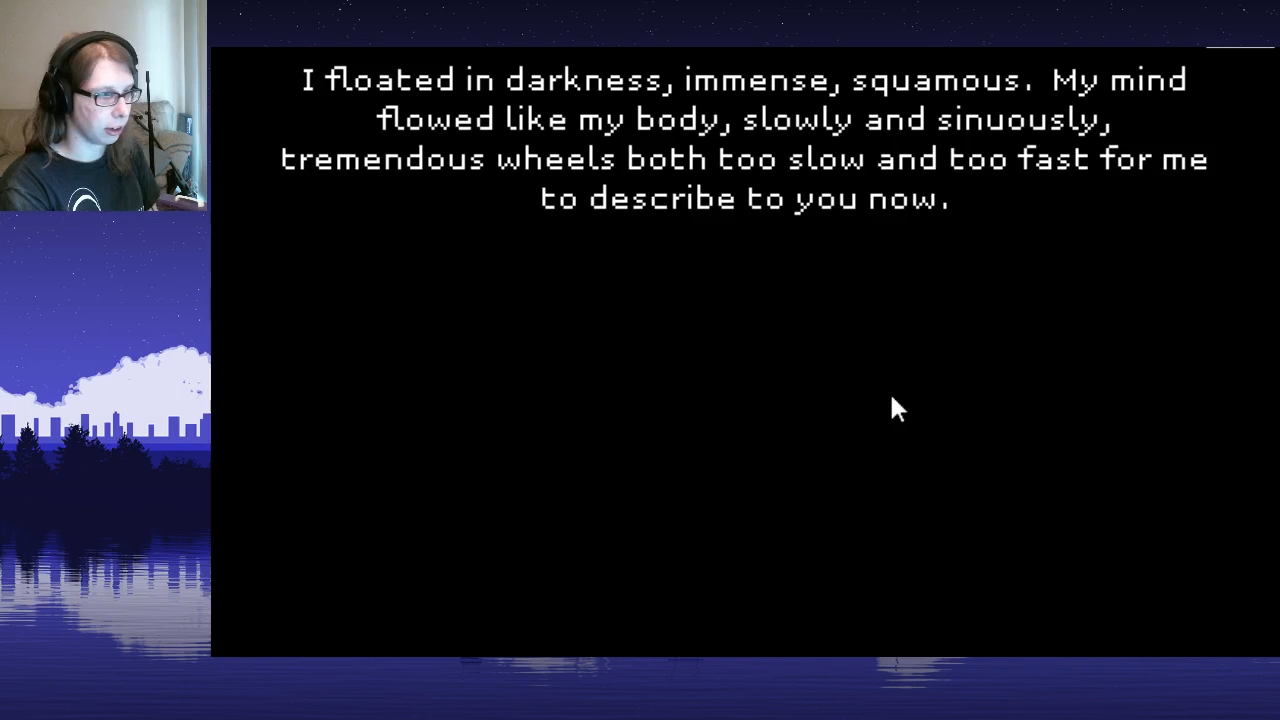 I floated in darkness, immense, squamous.  My mind
flowed like my body, slowly and sinuously,
tremendous wheels both too slow and too fast for me
to describe to you now.